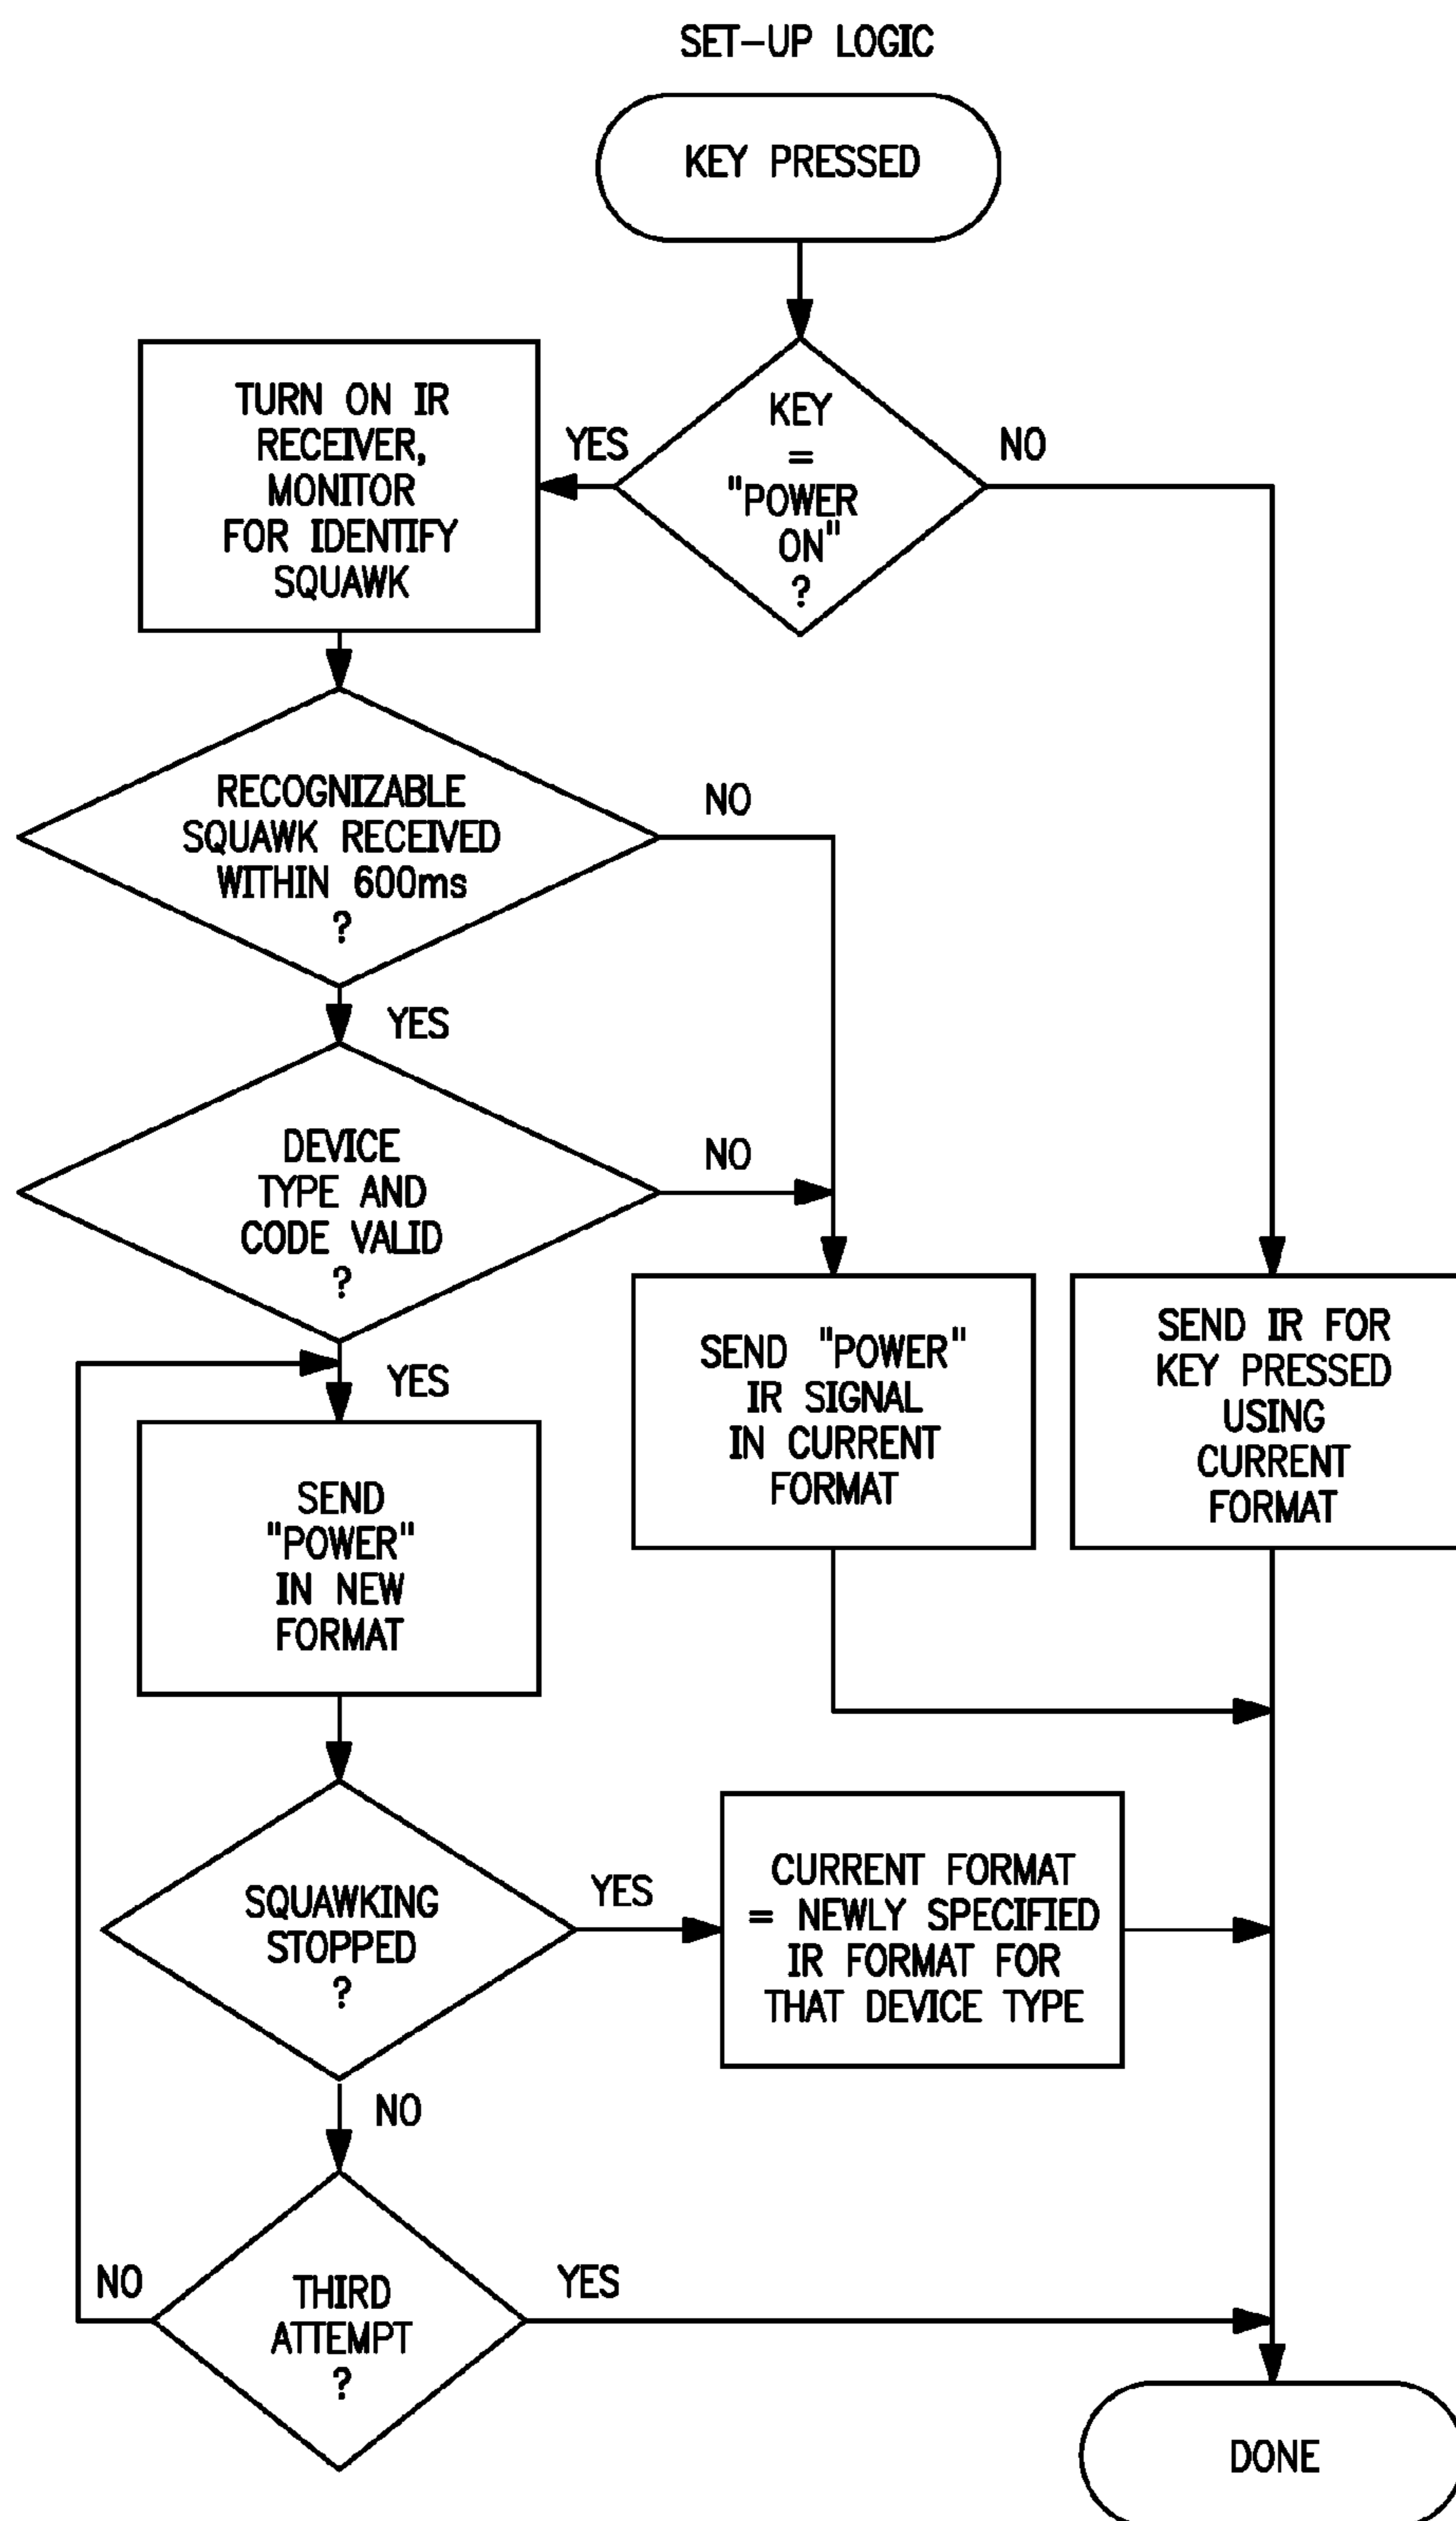 SET-UP LOGIC
KEY PRESSED
KEY
=
"POWER
ON"
?
YES
NO
TURN ON IR
RECEIVER,
MONITOR
FOR IDENTIFY
SQUAWK
RECOGNIZABLE
SQUAWK RECEIVED
WITHIN 600ms
?
NO
YES
DEVICE
TYPE AND
CODE VALID
?
NO
YES
SEND "POWER"
IR SIGNAL
IN CURRENT
FORMAT
SEND IR FOR
KEY PRESSED
USING
CURRENT
FORMAT
SEND
"POWER"
IN NEW
FORMAT
SQUAWKING
STOPPED
?
YES
NO
CURRENT FORMAT
= NEWLY SPECIFIED
IR FORMAT FOR
THAT DEVICE TYPE
THIRD
ATTEMPT
?
NO
YES
DONE